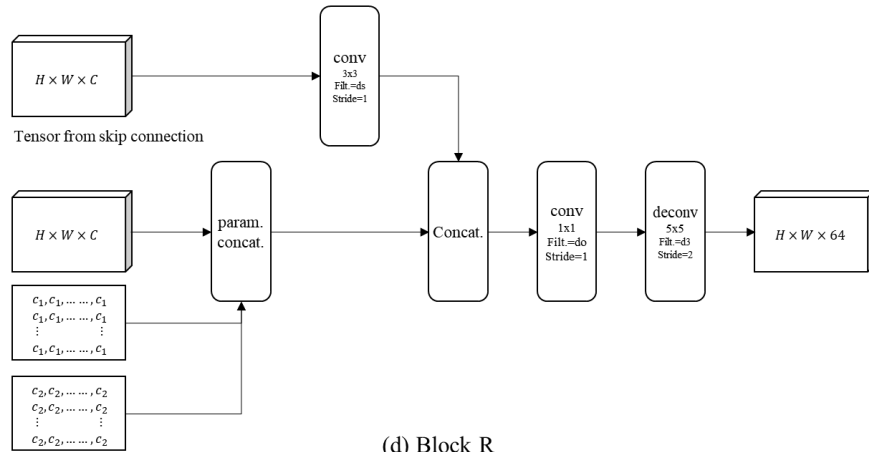 H × W × C
Tensor from skip connection
conv
3x3
Filt.=ds
Stride=1
H × W × C
param.
concat.
Concat.
conv
1x1
Filt.=do
Stride=1
deconv
5x5
Filt.=d3
Stride=2
H × W × 64
c₁, c₁, … … , c₁
c₁, c₁, … … , c₁
⋮ ⋮
c₁, c₁, … … , c₁
c₂, c₂, … … , c₂
c₂, c₂, … … , c₂
⋮ ⋮
c₂, c₂, … … , c₂
(d) Block R